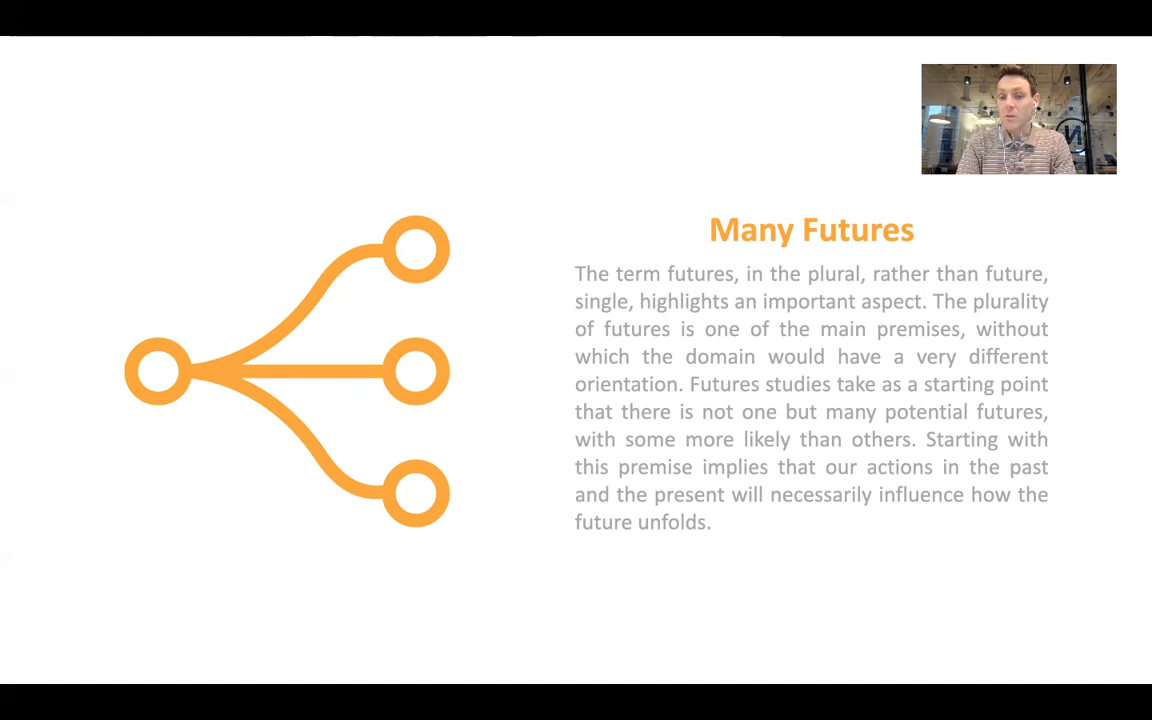 Many Futures
The term futures, in the plural, rather than future,
single, highlights an important aspect. The plurality
of futures is one of the main premises, without
which the domain would have a very different
orientation. Futures studies take as a starting point
that there is not one but many potential futures,
with some more likely than others. Starting with
this premise implies that our actions in the past
and the present will necessarily influence how the
future unfolds.